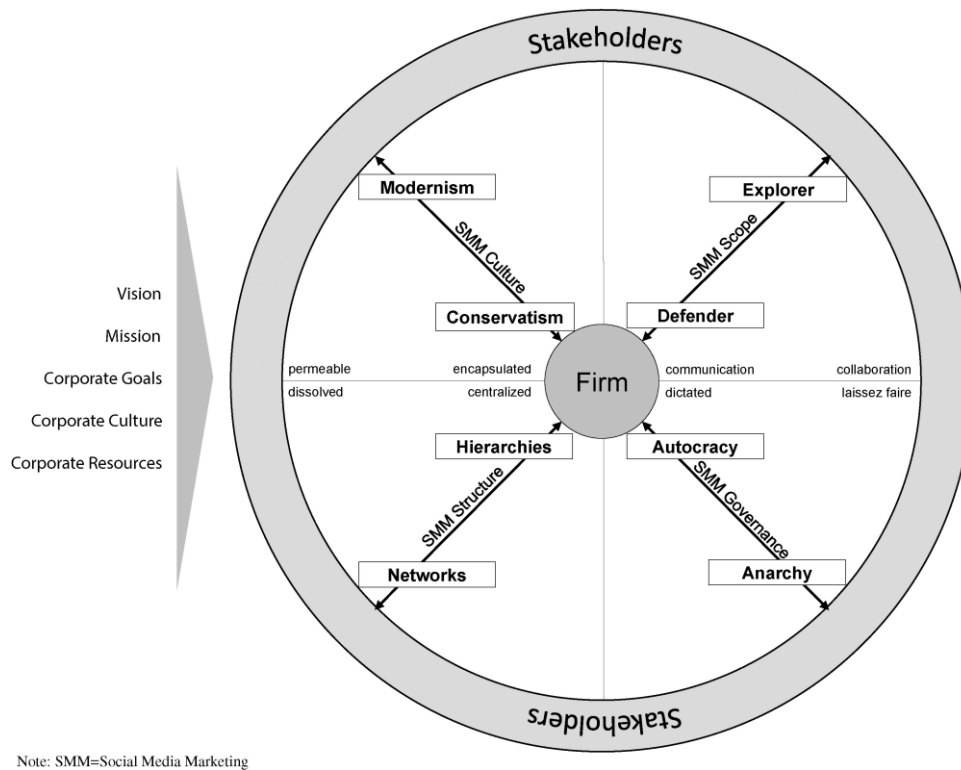 Stakeholders
Modernism
Explorer
SMM Culture
SMM Scope
Vision
Conservatism
Defender
Mission
permeable
encapsulated
communication
collaboration
Firm
Corporate Goals
dissolved
centralized
dictated
laissez faire
Corporate Culture
Hierarchies
Autocracy
Corporate Resources
SMM Structure
SMM Governance
Networks
Anarchy
Stakeholders
Note: SMM=Social Media Marketing